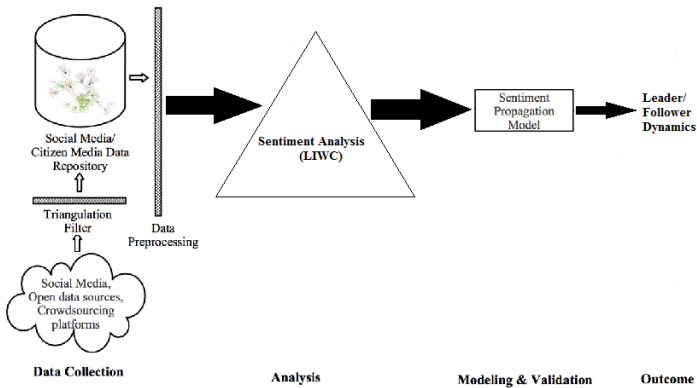 Social Media/
Citizen Media Data
Repository
Triangulation
Filter
Social Media,
Open data sources,
Crowdsourcing
platforms
Data
Preprocessing
Sentiment Analysis
(LIWC)
Sentiment
Propagation
Model
Leader/
Follower
Dynamics
Data Collection
Analysis
Modeling & Validation
Outcome